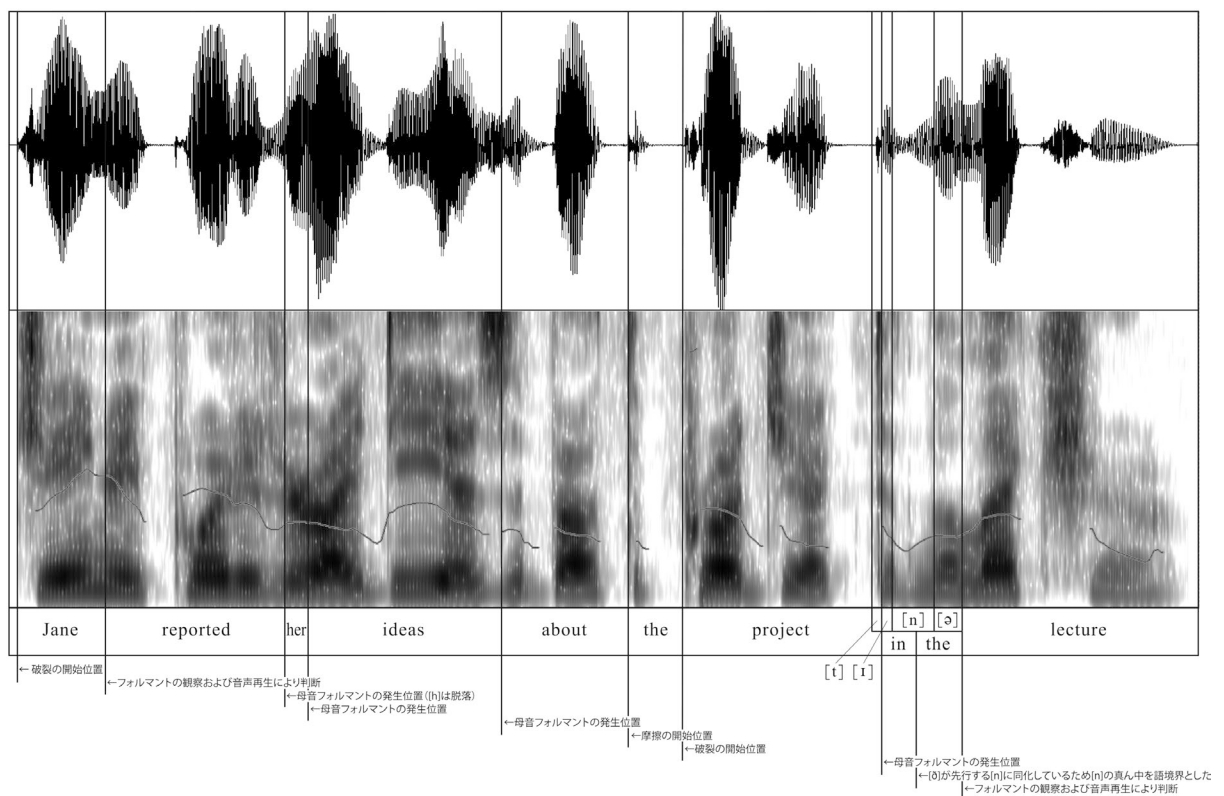 Jane reported her ideas about the project [n] [ə] lecture
in the
[t] [ɪ]
← 破裂の開始位置
←フォルマントの観察および音声再生により判断
←母音フォルマントの発生位置([h]は脱落)
←母音フォルマントの発生位置
←母音フォルマントの発生位置
←摩擦の開始位置
←破裂の開始位置
←母音フォルマントの発生位置
←[ð]が先行する[n]に同化しているため[n]の真ん中を語境界とした
←フォルマントの観察および音声再生により判断